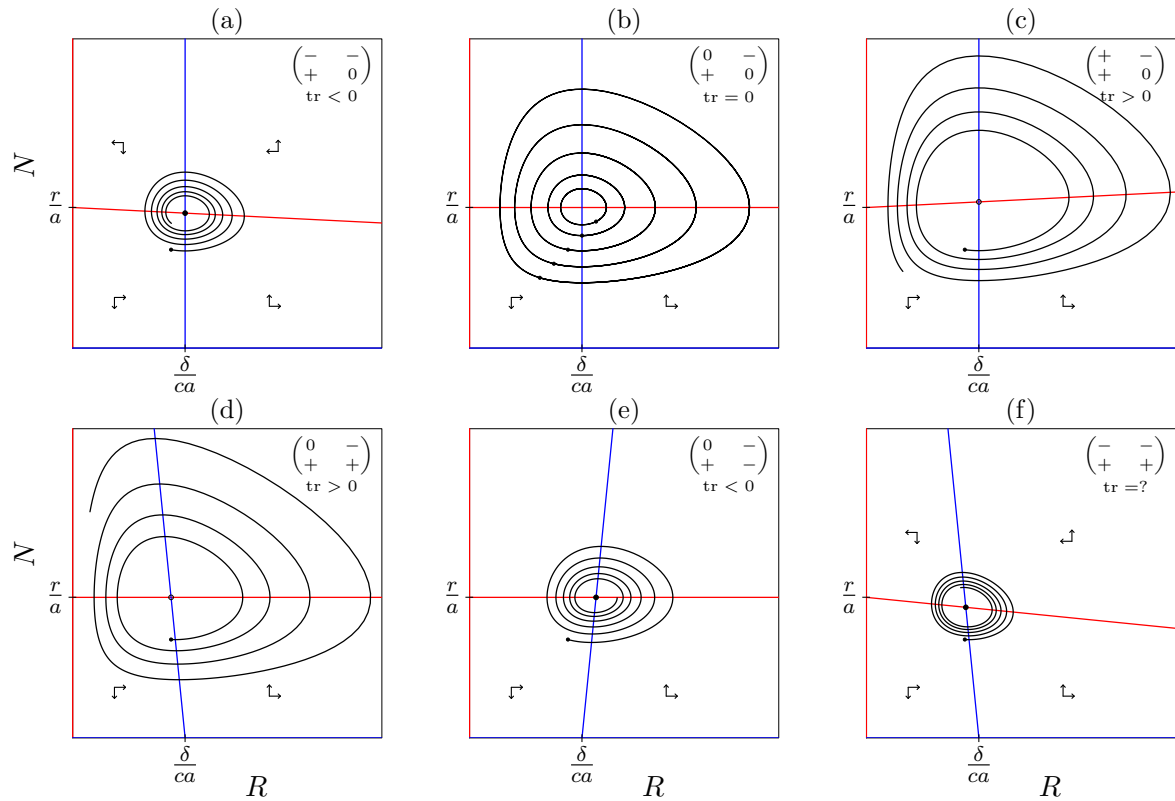 (a) (b) (c)
( − − ) ( 0 − ) ( + − )
( + 0 ) ( + 0 ) ( + 0 )
tr < 0 tr = 0 tr > 0
N
r/a r/a r/a
δ/ca δ/ca δ/ca
(d) (e) (f)
( 0 − ) ( 0 − ) ( − − )
( + + ) ( + − ) ( + + )
tr > 0 tr < 0 tr =?
N
r/a r/a r/a
δ/ca δ/ca δ/ca
R R R